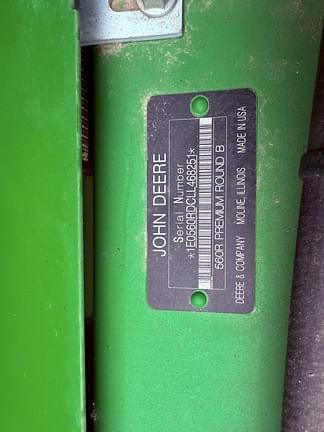 JOHN DEERE
Serial Number
*1E0560RDCLL468251*
560R PREMIUM ROUND B
DEERE & COMPANY MOLINE, ILLINOIS MADE IN USA